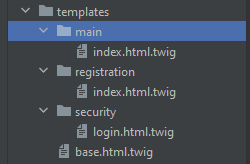 templates
main
index.html.twig
registration
index.html.twig
security
login.html.twig
base.html.twig